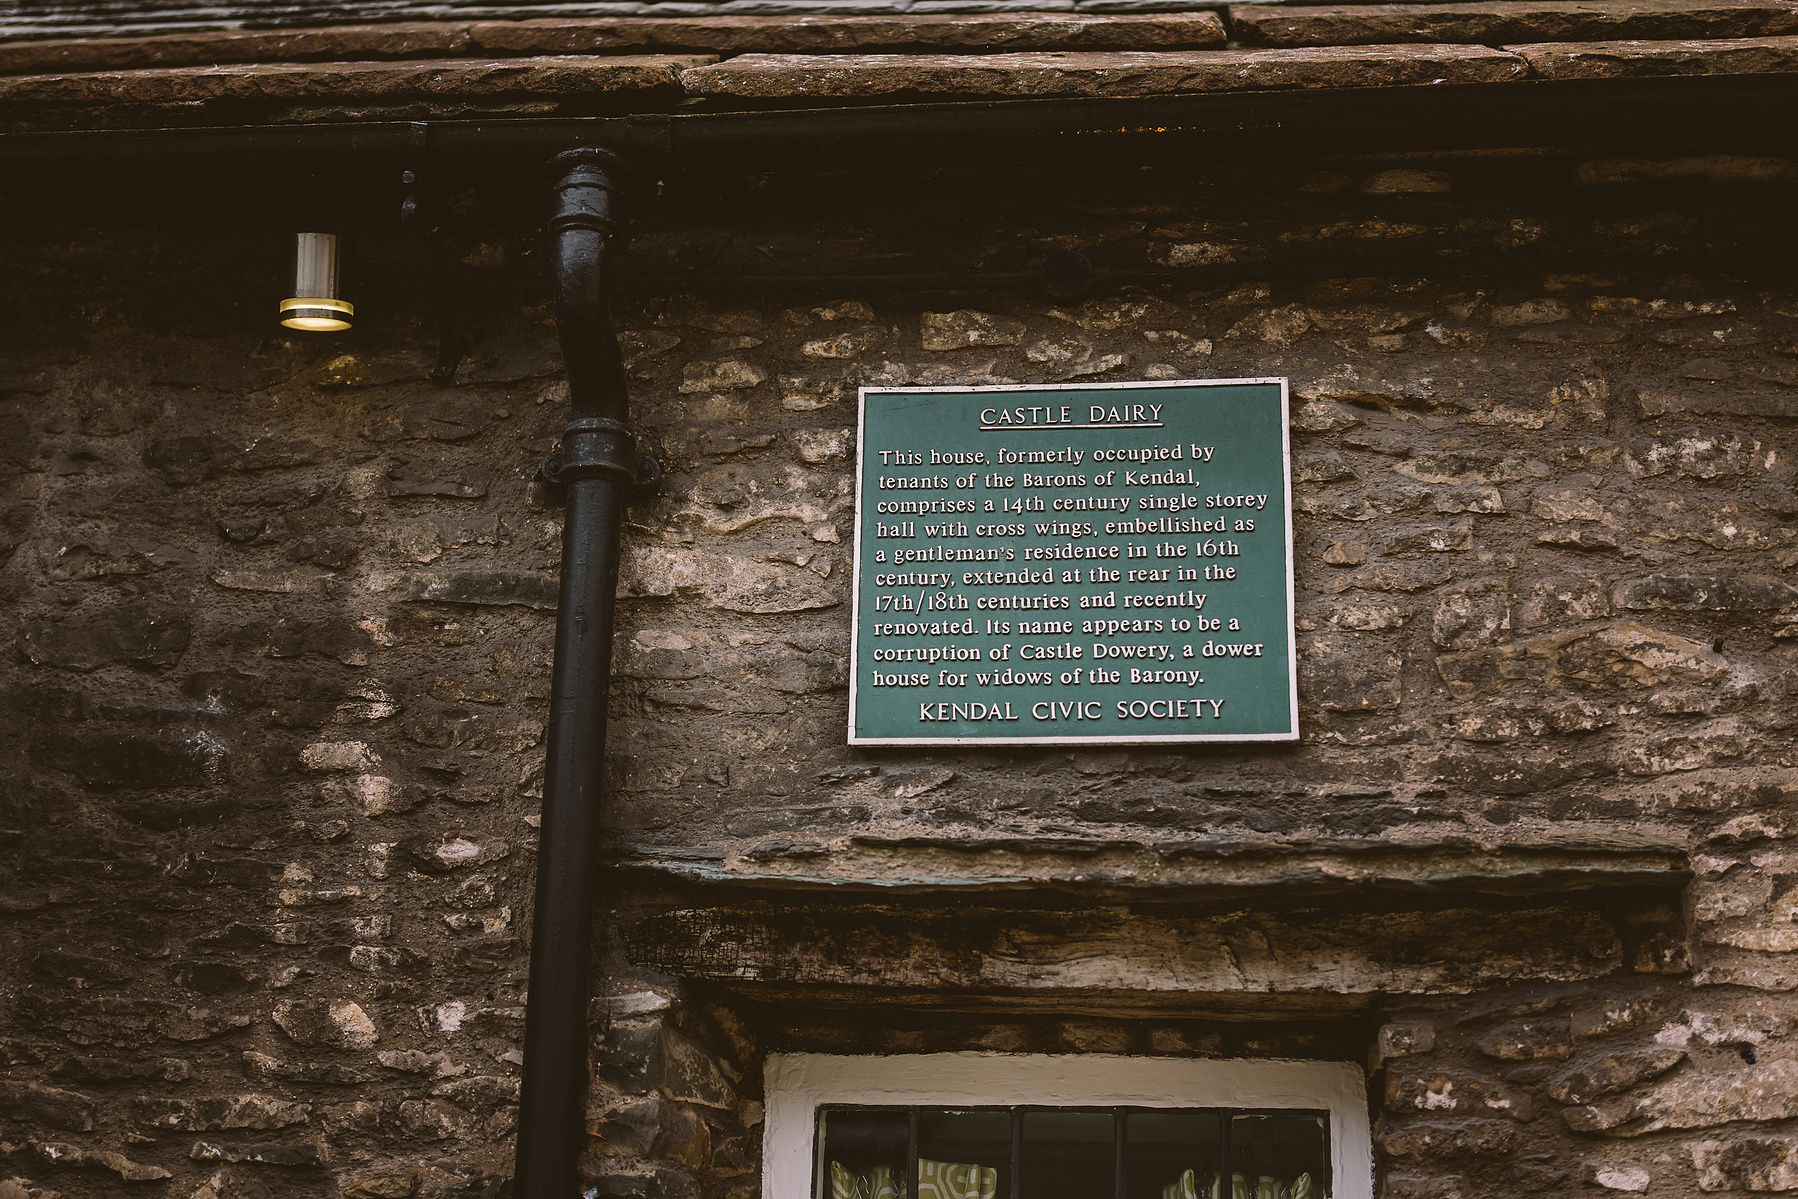 CASTLE DAIRY
This house, formerly occupied by
tenants of the Barons of Kendal,
comprises a 14th century single storey
hall with cross wings, embellished as
a gentleman's residence in the 16th
century, extended at the rear in the
17th/18th centuries and recently
renovated. Its name appears to be a
corruption of Castle Dowery, a dower
house for widows of the Barony.
KENDAL CIVIC SOCIETY